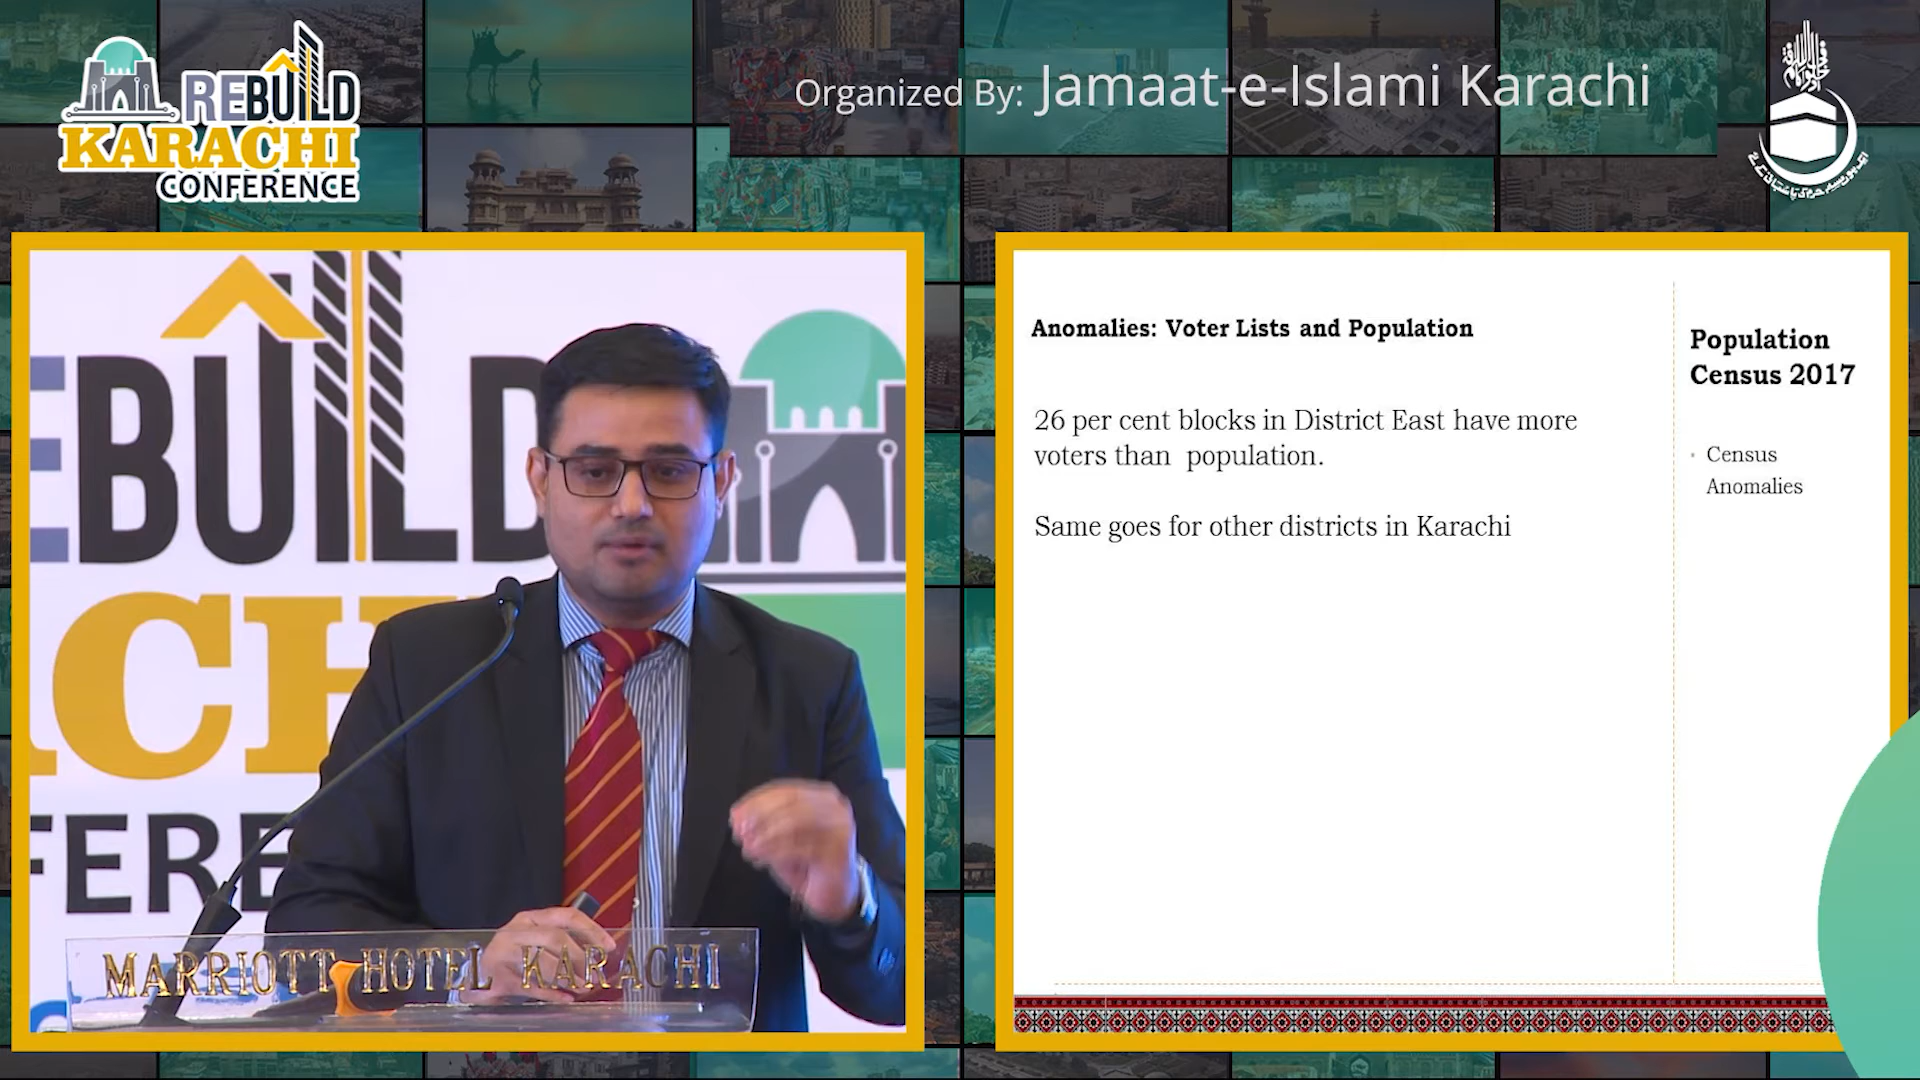 REBUILD
KARACHI
CONFERENCE
Organized By: Jamaat-e-Islami Karachi
EBUILD
ACH
FERE
MARRIOTT HOTEL KARACHI
Anomalies: Voter Lists and Population
26 per cent blocks in District East have more
voters than population.
Same goes for other districts in Karachi
Population
Census 2017
Census
Anomalies